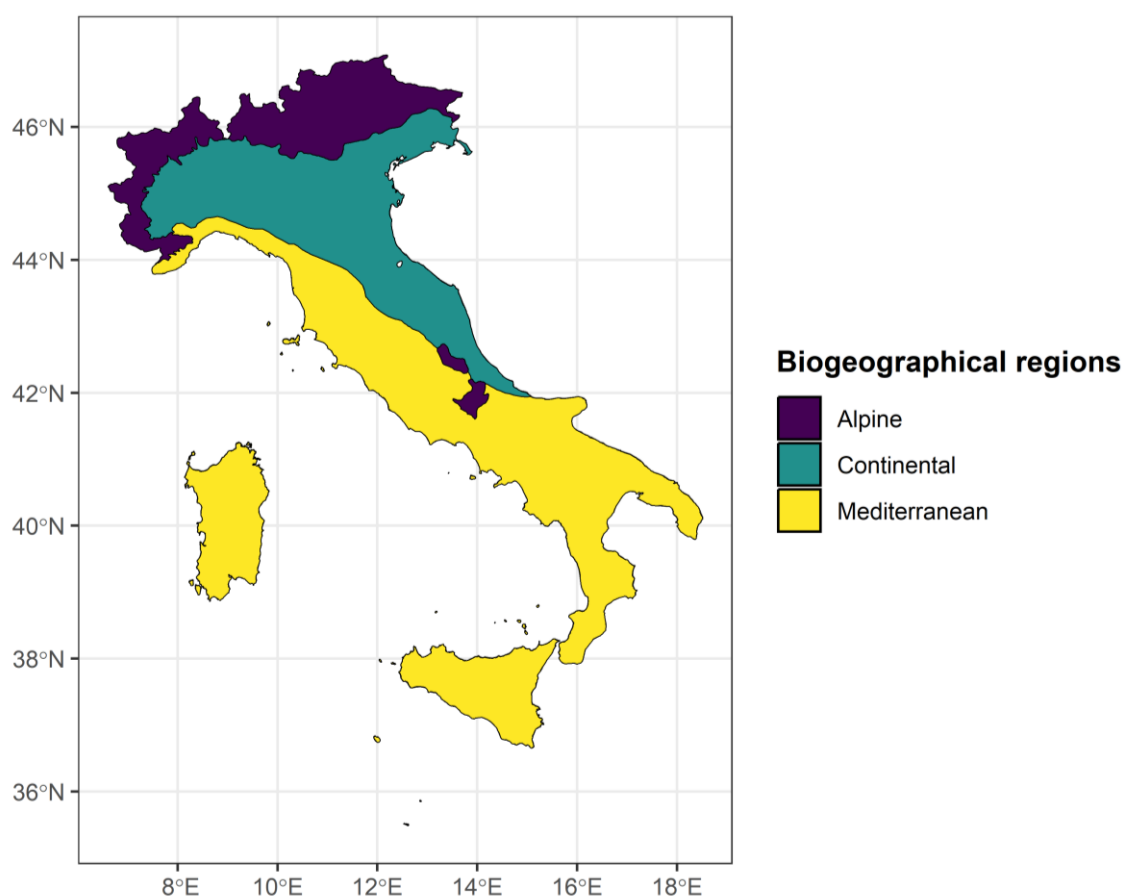 46°N
44°N
42°N
40°N
38°N
36°N
8°E 10°E 12°E 14°E 16°E 18°E
Biogeographical regions
Alpine
Continental
Mediterranean